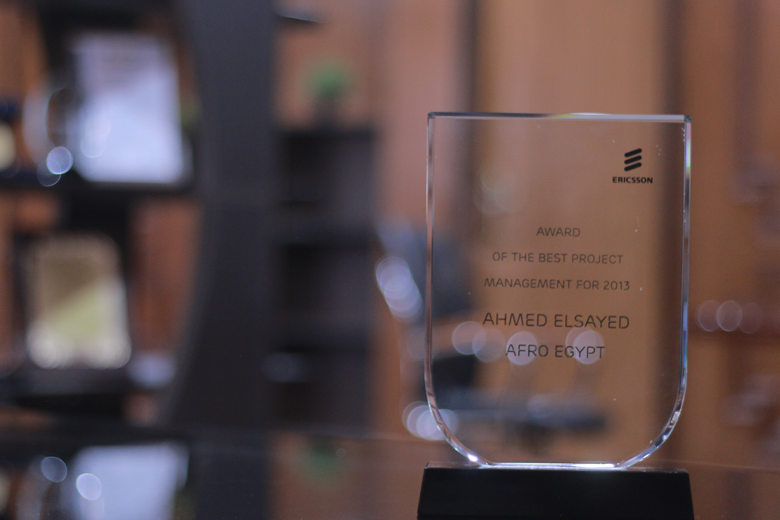 ERICSSON
AWARD
OF THE BEST PROJECT
MANAGEMENT FOR 2013
AHMED ELSAYED
AFRO EGYPT